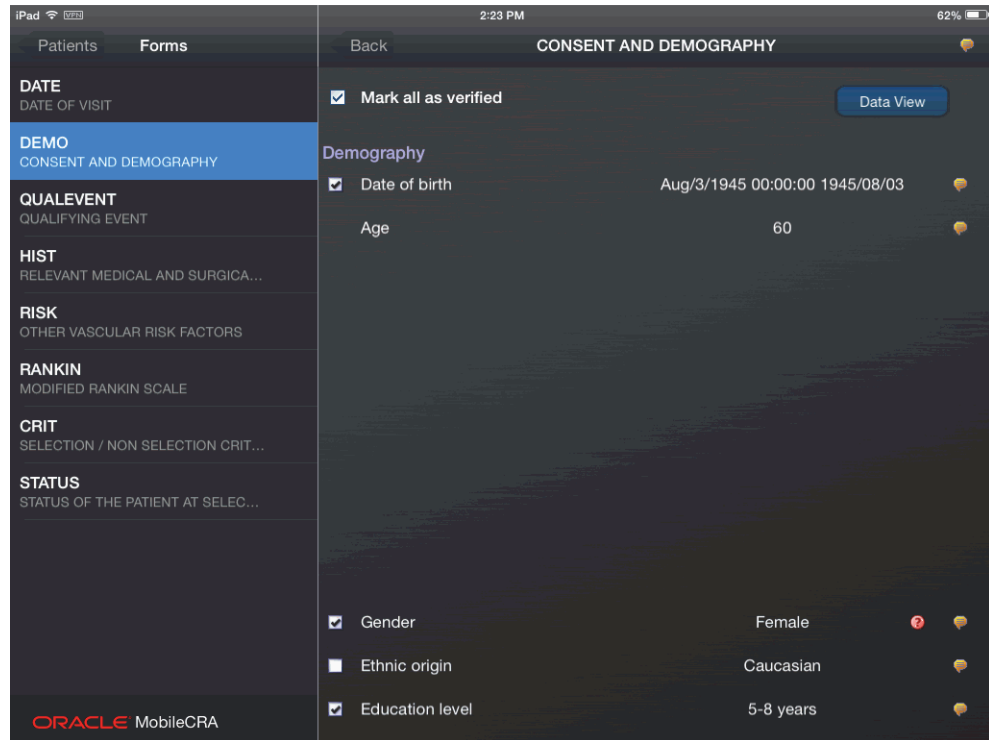 iPad VPN 2:23 PM 62%
Patients Forms Back CONSENT AND DEMOGRAPHY
DATE
DATE OF VISIT
DEMO
CONSENT AND DEMOGRAPHY
QUALEVENT
QUALIFYING EVENT
HIST
RELEVANT MEDICAL AND SURGICA...
RISK
OTHER VASCULAR RISK FACTORS
RANKIN
MODIFIED RANKIN SCALE
CRIT
SELECTION / NON SELECTION CRIT...
STATUS
STATUS OF THE PATIENT AT SELEC...
ORACLE MobileCRA
Mark all as verified Data View
Demography
Date of birth Aug/3/1945 00:00:00 1945/08/03
Age 60
Gender Female ?
Ethnic origin Caucasian
Education level 5-8 years